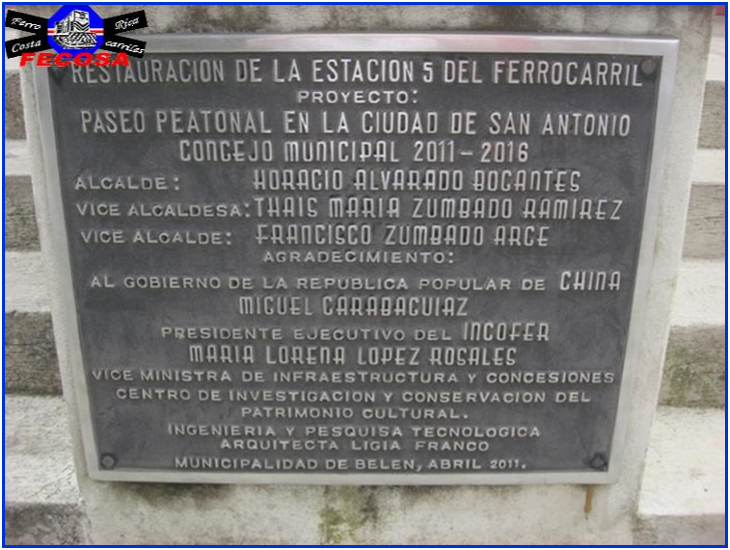 Ferro Rica
Costa carriles
FECOSA
RESTAURACION DE LA ESTACION 5 DEL FERROCARRIL
PROYECTO:
PASEO PEATONAL EN LA CIUDAD DE SAN ANTONIO
CONCEJO MUNICIPAL 2011-2016
ALCALDE: HORACIO ALVARADO BOGANTES
VICE ALCALDESA: THAIS MARIA ZUMBADO RAMIREZ
VICE ALCALDE: FRANCISCO ZUMBADO ARCE
AGRADECIMIENTO:
AL GOBIERNO DE LA REPUBLICA POPULAR DE CHINA
MIGUEL CARABAGUIAZ
PRESIDENTE EJECUTIVO DEL INCOFER
MARIA LORENA LOPEZ ROSALES
VICE MINISTRA DE INFRAESTRUCTURA Y CONCESIONES
CENTRO DE INVESTIGACION Y CONSERVACION DEL
PATRIMONIO CULTURAL.
INGENIERIA Y PESQUISA TECNOLOGICA
ARQUITECTA LIGIA FRANCO
MUNICIPALIDAD DE BELEN, ABRIL 2011.